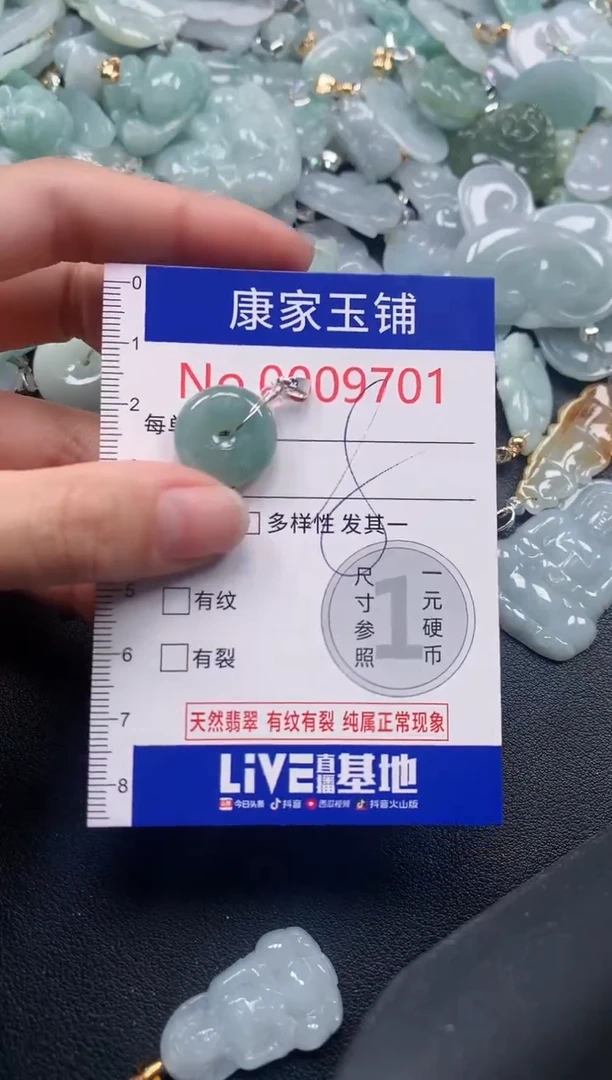 0
康家玉铺
1
No.0009701
2
每单
多样性 发其一
5
有纹
尺寸参照
一元硬币
1
6
有裂
7
天然翡翠 有纹有裂 纯属正常现象
8
LiVE直播基地
今日头条 抖音 西瓜视频 抖音火山版